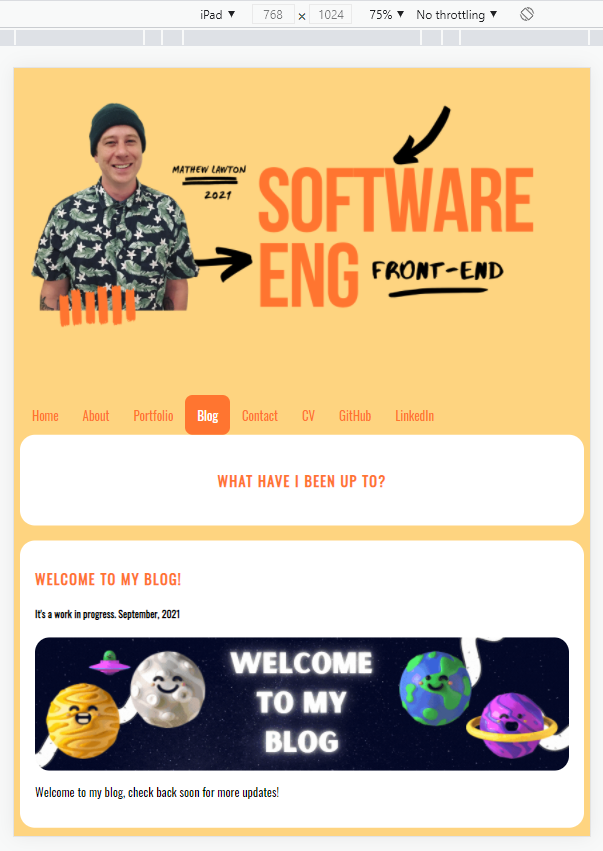 iPad ▼ 768 × 1024 75% ▼ No throttling ▼
MATHEW LAWTON
2021
SOFTWARE
ENG
FRONT-END
Home About Portfolio Blog Contact CV GitHub LinkedIn
WHAT HAVE I BEEN UP TO?
WELCOME TO MY BLOG!
It's a work in progress. September, 2021
WELCOME
TO MY
BLOG
Welcome to my blog, check back soon for more updates!